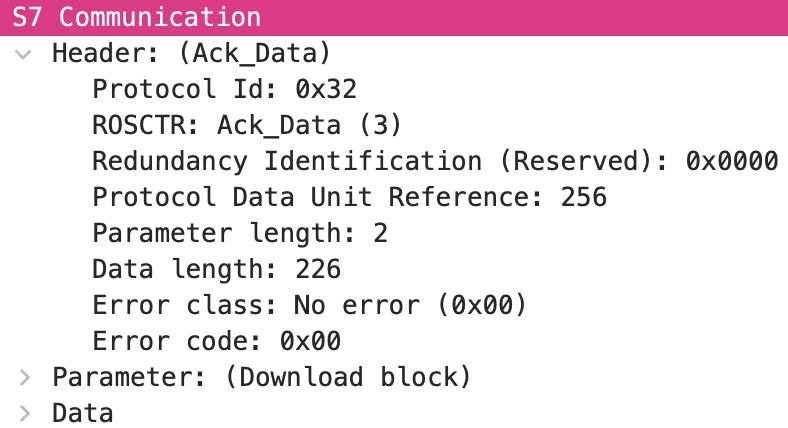 S7 Communication
Header: (Ack_Data)
Protocol Id: 0x32
ROSCTR: Ack_Data (3)
Redundancy Identification (Reserved): 0x0000
Protocol Data Unit Reference: 256
Parameter length: 2
Data length: 226
Error class: No error (0x00)
Error code: 0x00
Parameter: (Download block)
Data